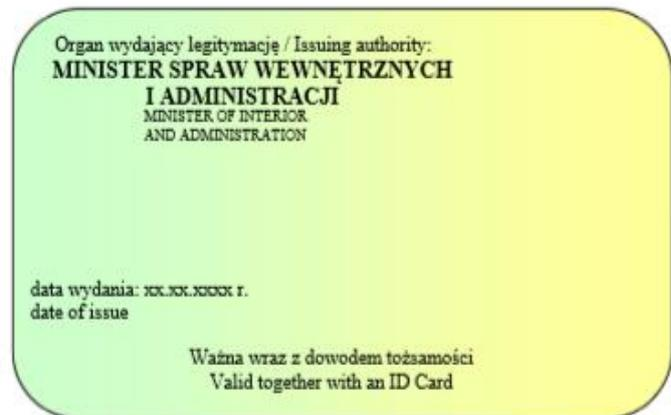 Organ wydający legitymację / Issuing authority:
MINISTER SPRAW WEWNĘTRZNYCH
I ADMINISTRACJI
MINISTER OF INTERIOR
AND ADMINISTRATION
data wydania: xx.xx.xxxx r.
date of issue
Ważna wraz z dowodem tożsamości
Valid together with an ID Card